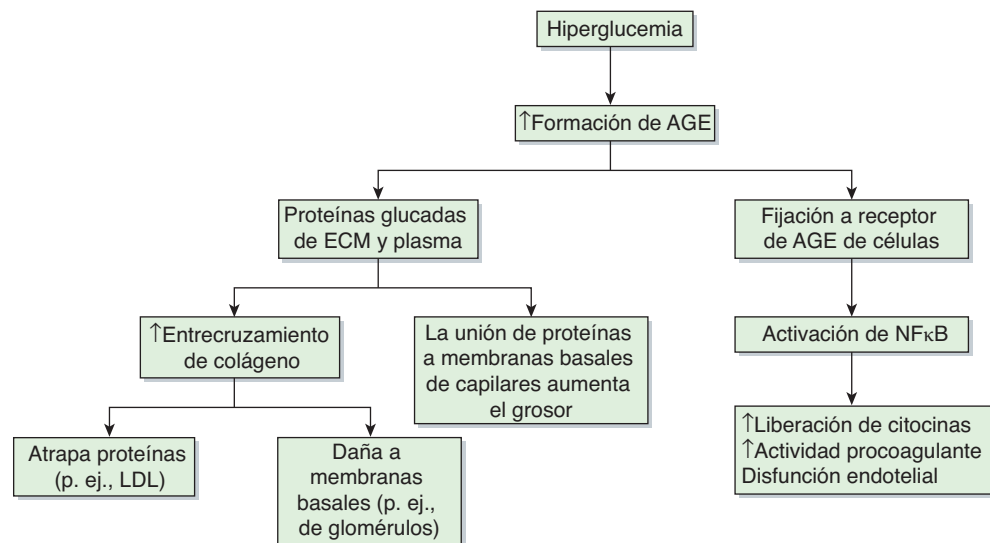 Hiperglucemia
↑Formación de AGE
Proteínas glucadas
de ECM y plasma
Fijación a receptor
de AGE de células
↑Entrecruzamiento
de colágeno
La unión de proteínas
a membranas basales
de capilares aumenta
el grosor
Activación de NFκB
Atrapa proteínas
(p. ej., LDL)
Daña a
membranas
basales (p. ej.,
de glomérulos)
↑Liberación de citocinas
↑Actividad procoagulante
Disfunción endotelial